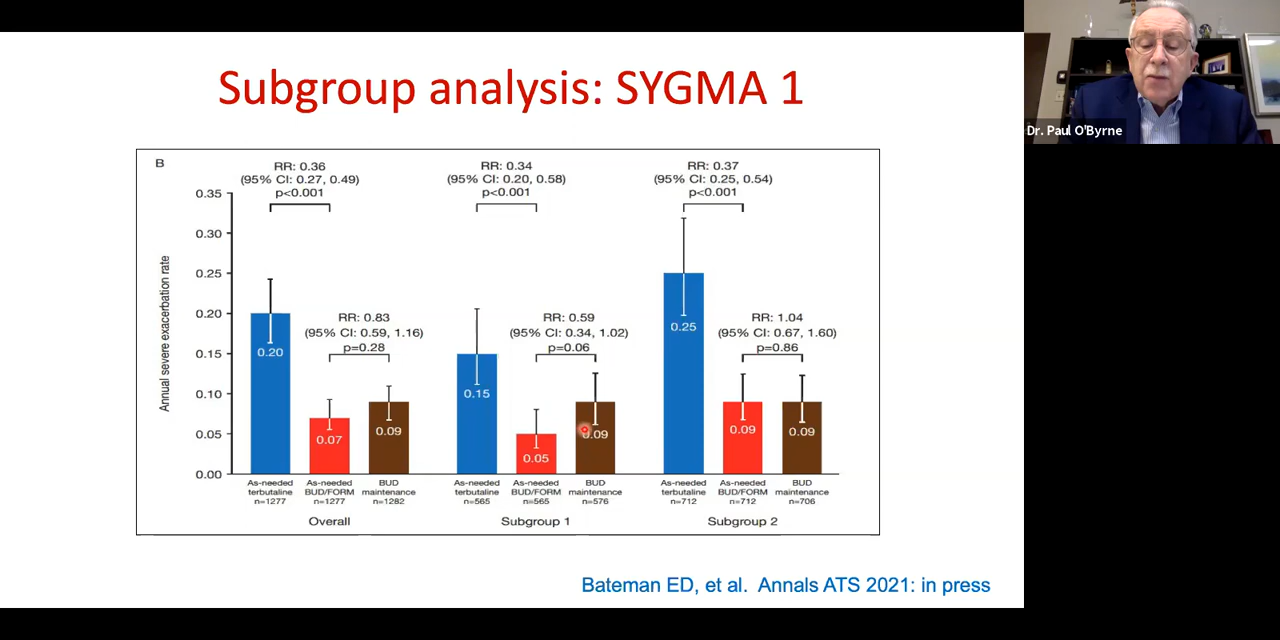 Subgroup analysis: SYGMA 1
Dr. Paul O'Byrne
B
RR: 0.36
(95% CI: 0.27, 0.49)
p<0.001
RR: 0.34
(95% CI: 0.20, 0.58)
p<0.001
RR: 0.37
(95% CI: 0.25, 0.54)
p<0.001
Annual severe exacerbation rate
0.35
0.30
0.25
0.20
0.15
0.10
0.05
0.00
RR: 0.83
(95% CI: 0.59, 1.16)
p=0.28
RR: 0.59
(95% CI: 0.34, 1.02)
p=0.06
RR: 1.04
(95% CI: 0.67, 1.60)
p=0.86
0.20
0.07
0.09
0.15
0.05
0.09
0.25
0.09
0.09
As-needed
terbutaline
n=1277
As-needed
BUD/FORM
n=1277
BUD
maintenance
n=1282
As-needed
terbutaline
n=565
As-needed
BUD/FORM
n=565
BUD
maintenance
n=576
As-needed
terbutaline
n=712
As-needed
BUD/FORM
n=712
BUD
maintenance
n=706
Overall
Subgroup 1
Subgroup 2
Bateman ED, et al. Annals ATS 2021: in press